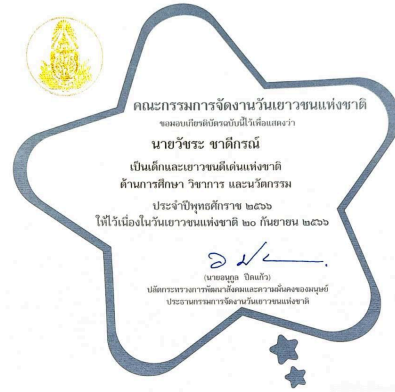 คณะกรรมการจัดงานวันเยาวชนแห่งชาติ
ขอมอบเกียรติบัตรฉบับนี้ไว้เพื่อแสดงว่า
นายวัชระ ชาดีกรณ์
เป็นเด็กและเยาวชนดีเด่นแห่งชาติ
ด้านการศึกษา วิชาการ และนวัตกรรม
ประจำปีพุทธศักราช ๒๕๖๖
ให้ไว้เนื่องในวันเยาวชนแห่งชาติ ๒๐ กันยายน ๒๕๖๖
(นายอนุกูล ปีดแก้ว)
ปลัดกระทรวงการพัฒนาสังคมและความมั่นคงของมนุษย์
ประธานกรรมการจัดงานวันเยาวชนแห่งชาติ